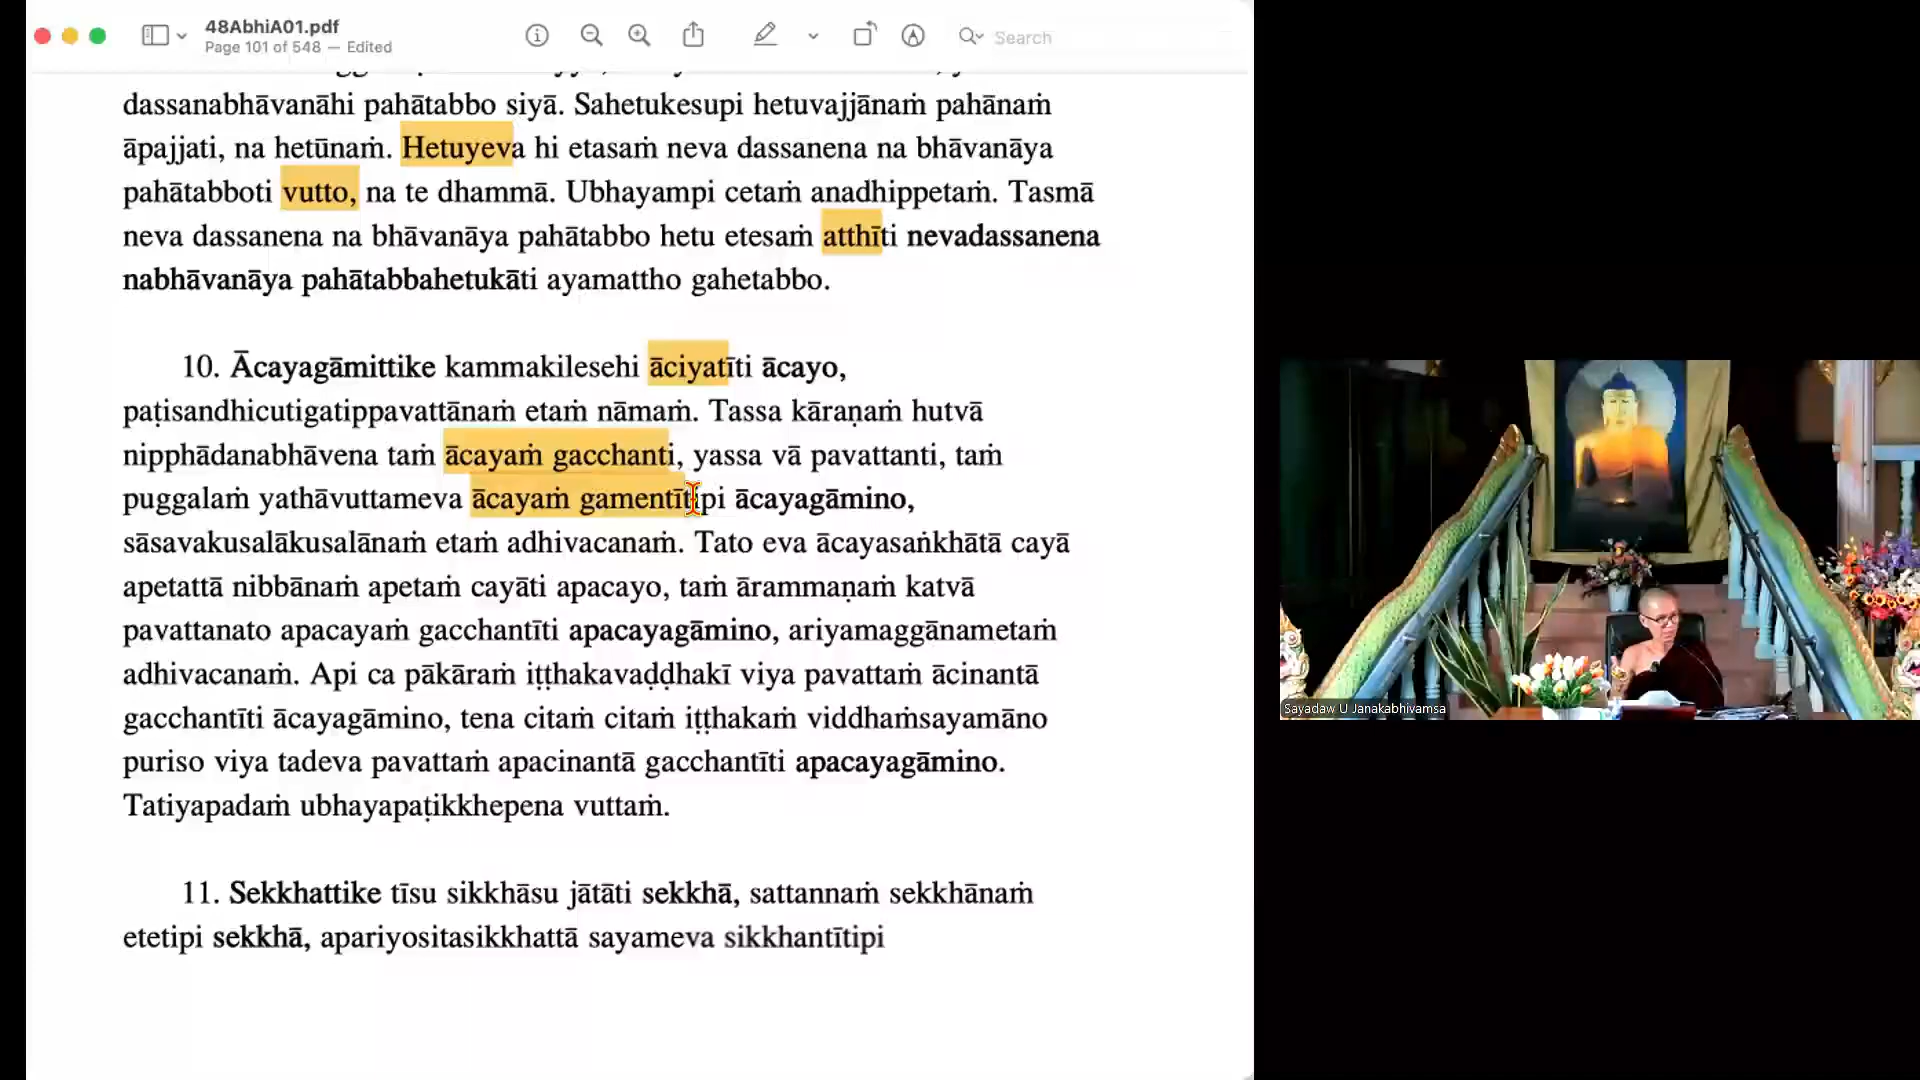 48AbhiA01.pdf
Page 101 of 548 — Edited
Search
dassanabhāvanāhi pahātabbo siyā. Sahetukesupi hetuvajjānaṁ pahānaṁ
āpajjati, na hetūnaṁ. Hetuyeva hi etasaṁ neva dassanena na bhāvanāya
pahātabboti vutto, na te dhammā. Ubhayampi cetaṁ anadhippetaṁ. Tasmā
neva dassanena na bhāvanāya pahātabbo hetu etesaṁ atthīti nevadassanena
nabhāvanāya pahātabbahetukāti ayamattho gahetabbo.
10. Ācayagāmittike kammakilesehi āciyatīti ācayo,
paṭisandhicutigatippavattānaṁ etaṁ nāmaṁ. Tassa kāraṇaṁ hutvā
nipphādanabhāvena taṁ ācayaṁ gacchanti, yassa vā pavattanti, taṁ
puggalaṁ yathāvuttameva ācayaṁ gamentītipi ācayagāmino,
sāsavakusalākusalānaṁ etaṁ adhivacanaṁ. Tato eva ācayasaṅkhātā cayā
apetattā nibbānaṁ apetaṁ cayāti apacayo, taṁ ārammaṇaṁ katvā
pavattanato apacayaṁ gacchantīti apacayagāmino, ariyamaggānametaṁ
adhivacanaṁ. Api ca pākāraṁ iṭṭhakavaḍḍhakī viya pavattaṁ ācinantā
gacchantīti ācayagāmino, tena citaṁ citaṁ iṭṭhakaṁ viddhaṁsayamāno
puriso viya tadeva pavattaṁ apacinantā gacchantīti apacayagāmino.
Tatiyapadaṁ ubhayapaṭikkhepena vuttaṁ.
11. Sekkhattike tīsu sikkhāsu jātāti sekkhā, sattannaṁ sekkhānaṁ
etetipi sekkhā, apariyositasikkhattā sayameva sikkhantītipi
Sayadaw U Janakabhivamsa